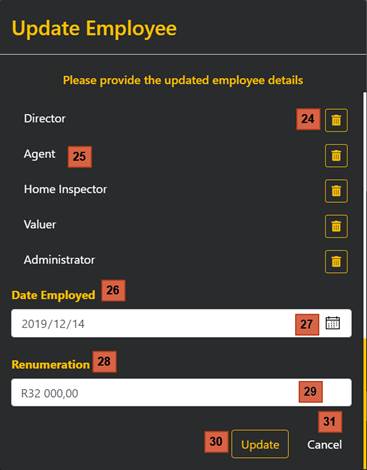 Update Employee
Please provide the updated employee details
Director 24
Agent 25
Home Inspector
Valuer
Administrator
Date Employed 26
2019/12/14 27
Renumeration 28
R32 000,00 29
31
30 Update Cancel